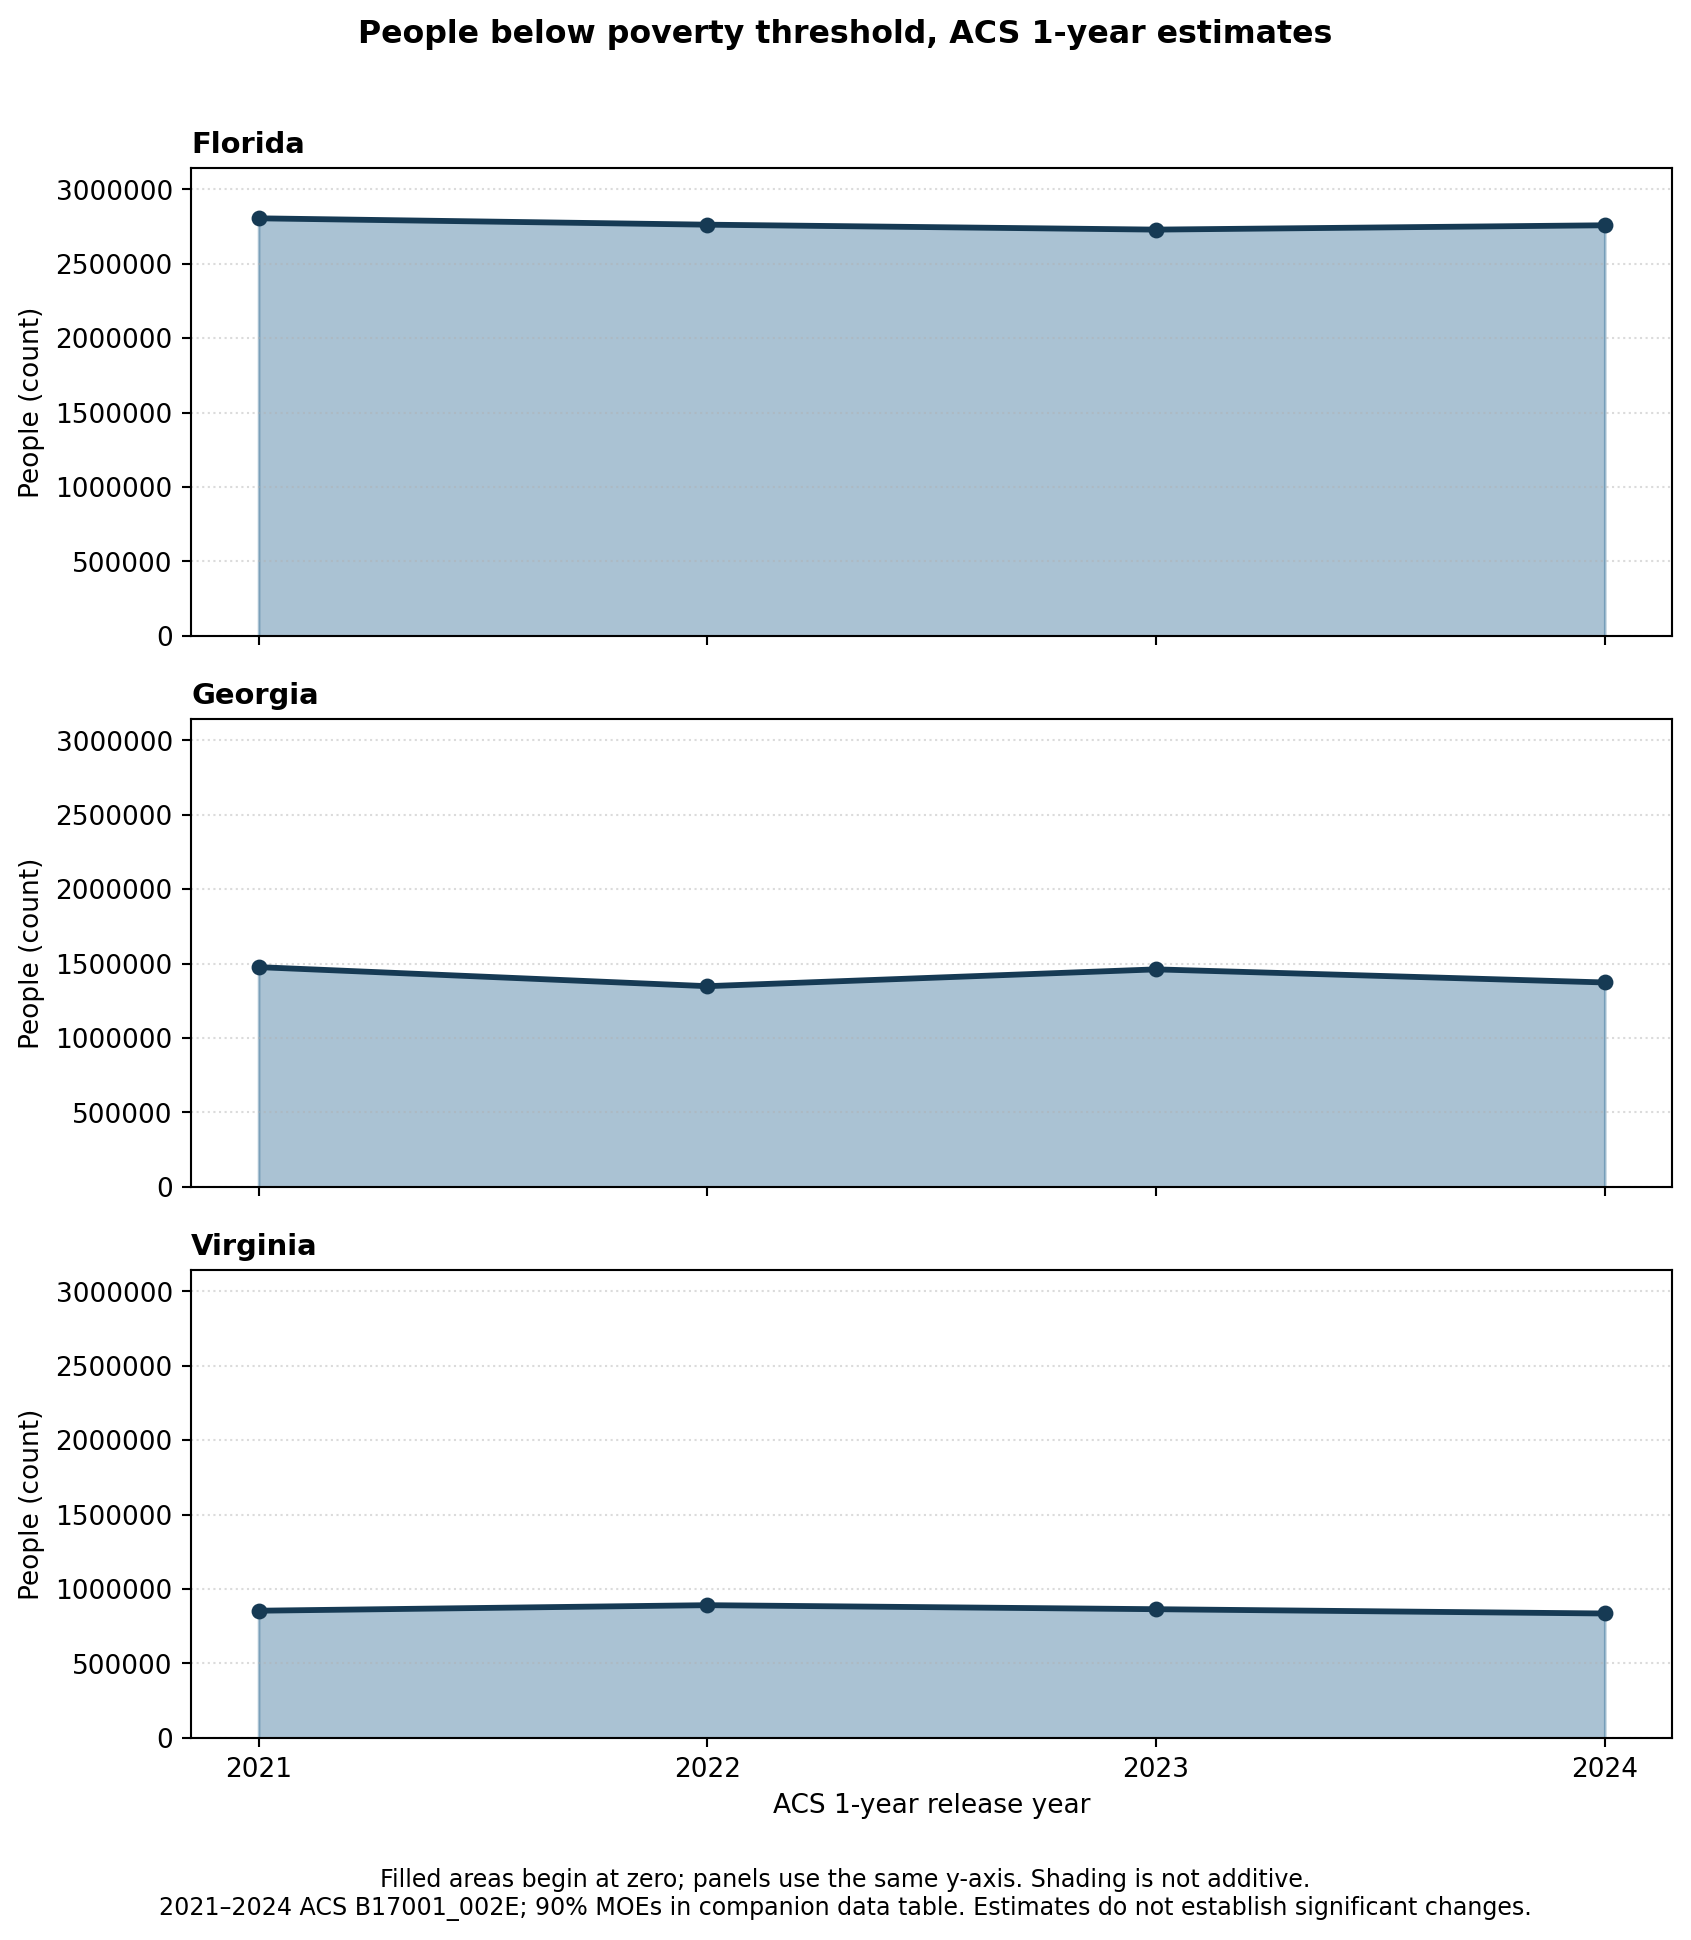 People below poverty threshold, ACS 1-year estimates
Florida
3000000
2500000
2000000
1500000
1000000
500000
0
People (count)
Georgia
3000000
2500000
2000000
1500000
1000000
500000
0
People (count)
Virginia
3000000
2500000
2000000
1500000
1000000
500000
0
People (count)
2021 2022 2023 2024
ACS 1-year release year
Filled areas begin at zero; panels use the same y-axis. Shading is not additive.
2021–2024 ACS B17001_002E; 90% MOEs in companion data table. Estimates do not establish significant changes.